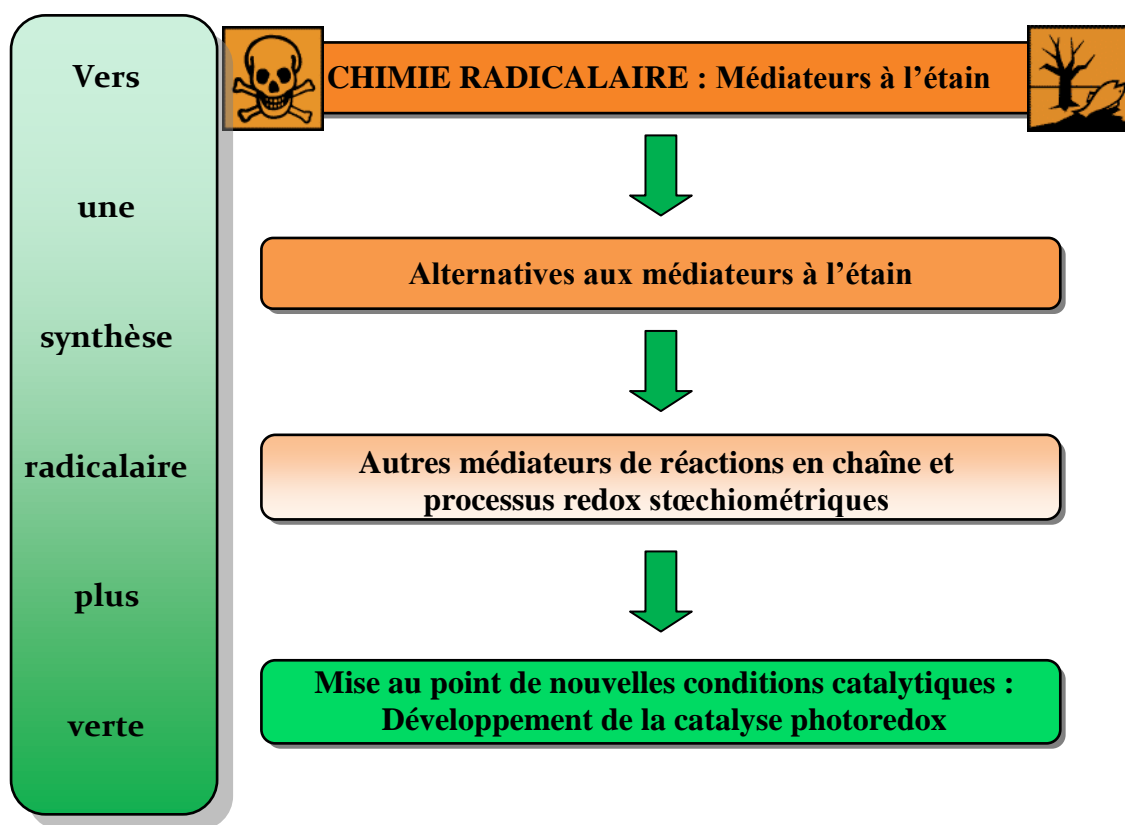 Vers
une
synthèse
radicalaire
plus
verte
CHIMIE RADICALAIRE : Médiateurs à l’étain
Alternatives aux médiateurs à l’étain
Autres médiateurs de réactions en chaîne et
processus redox stœchiométriques
Mise au point de nouvelles conditions catalytiques :
Développement de la catalyse photoredox